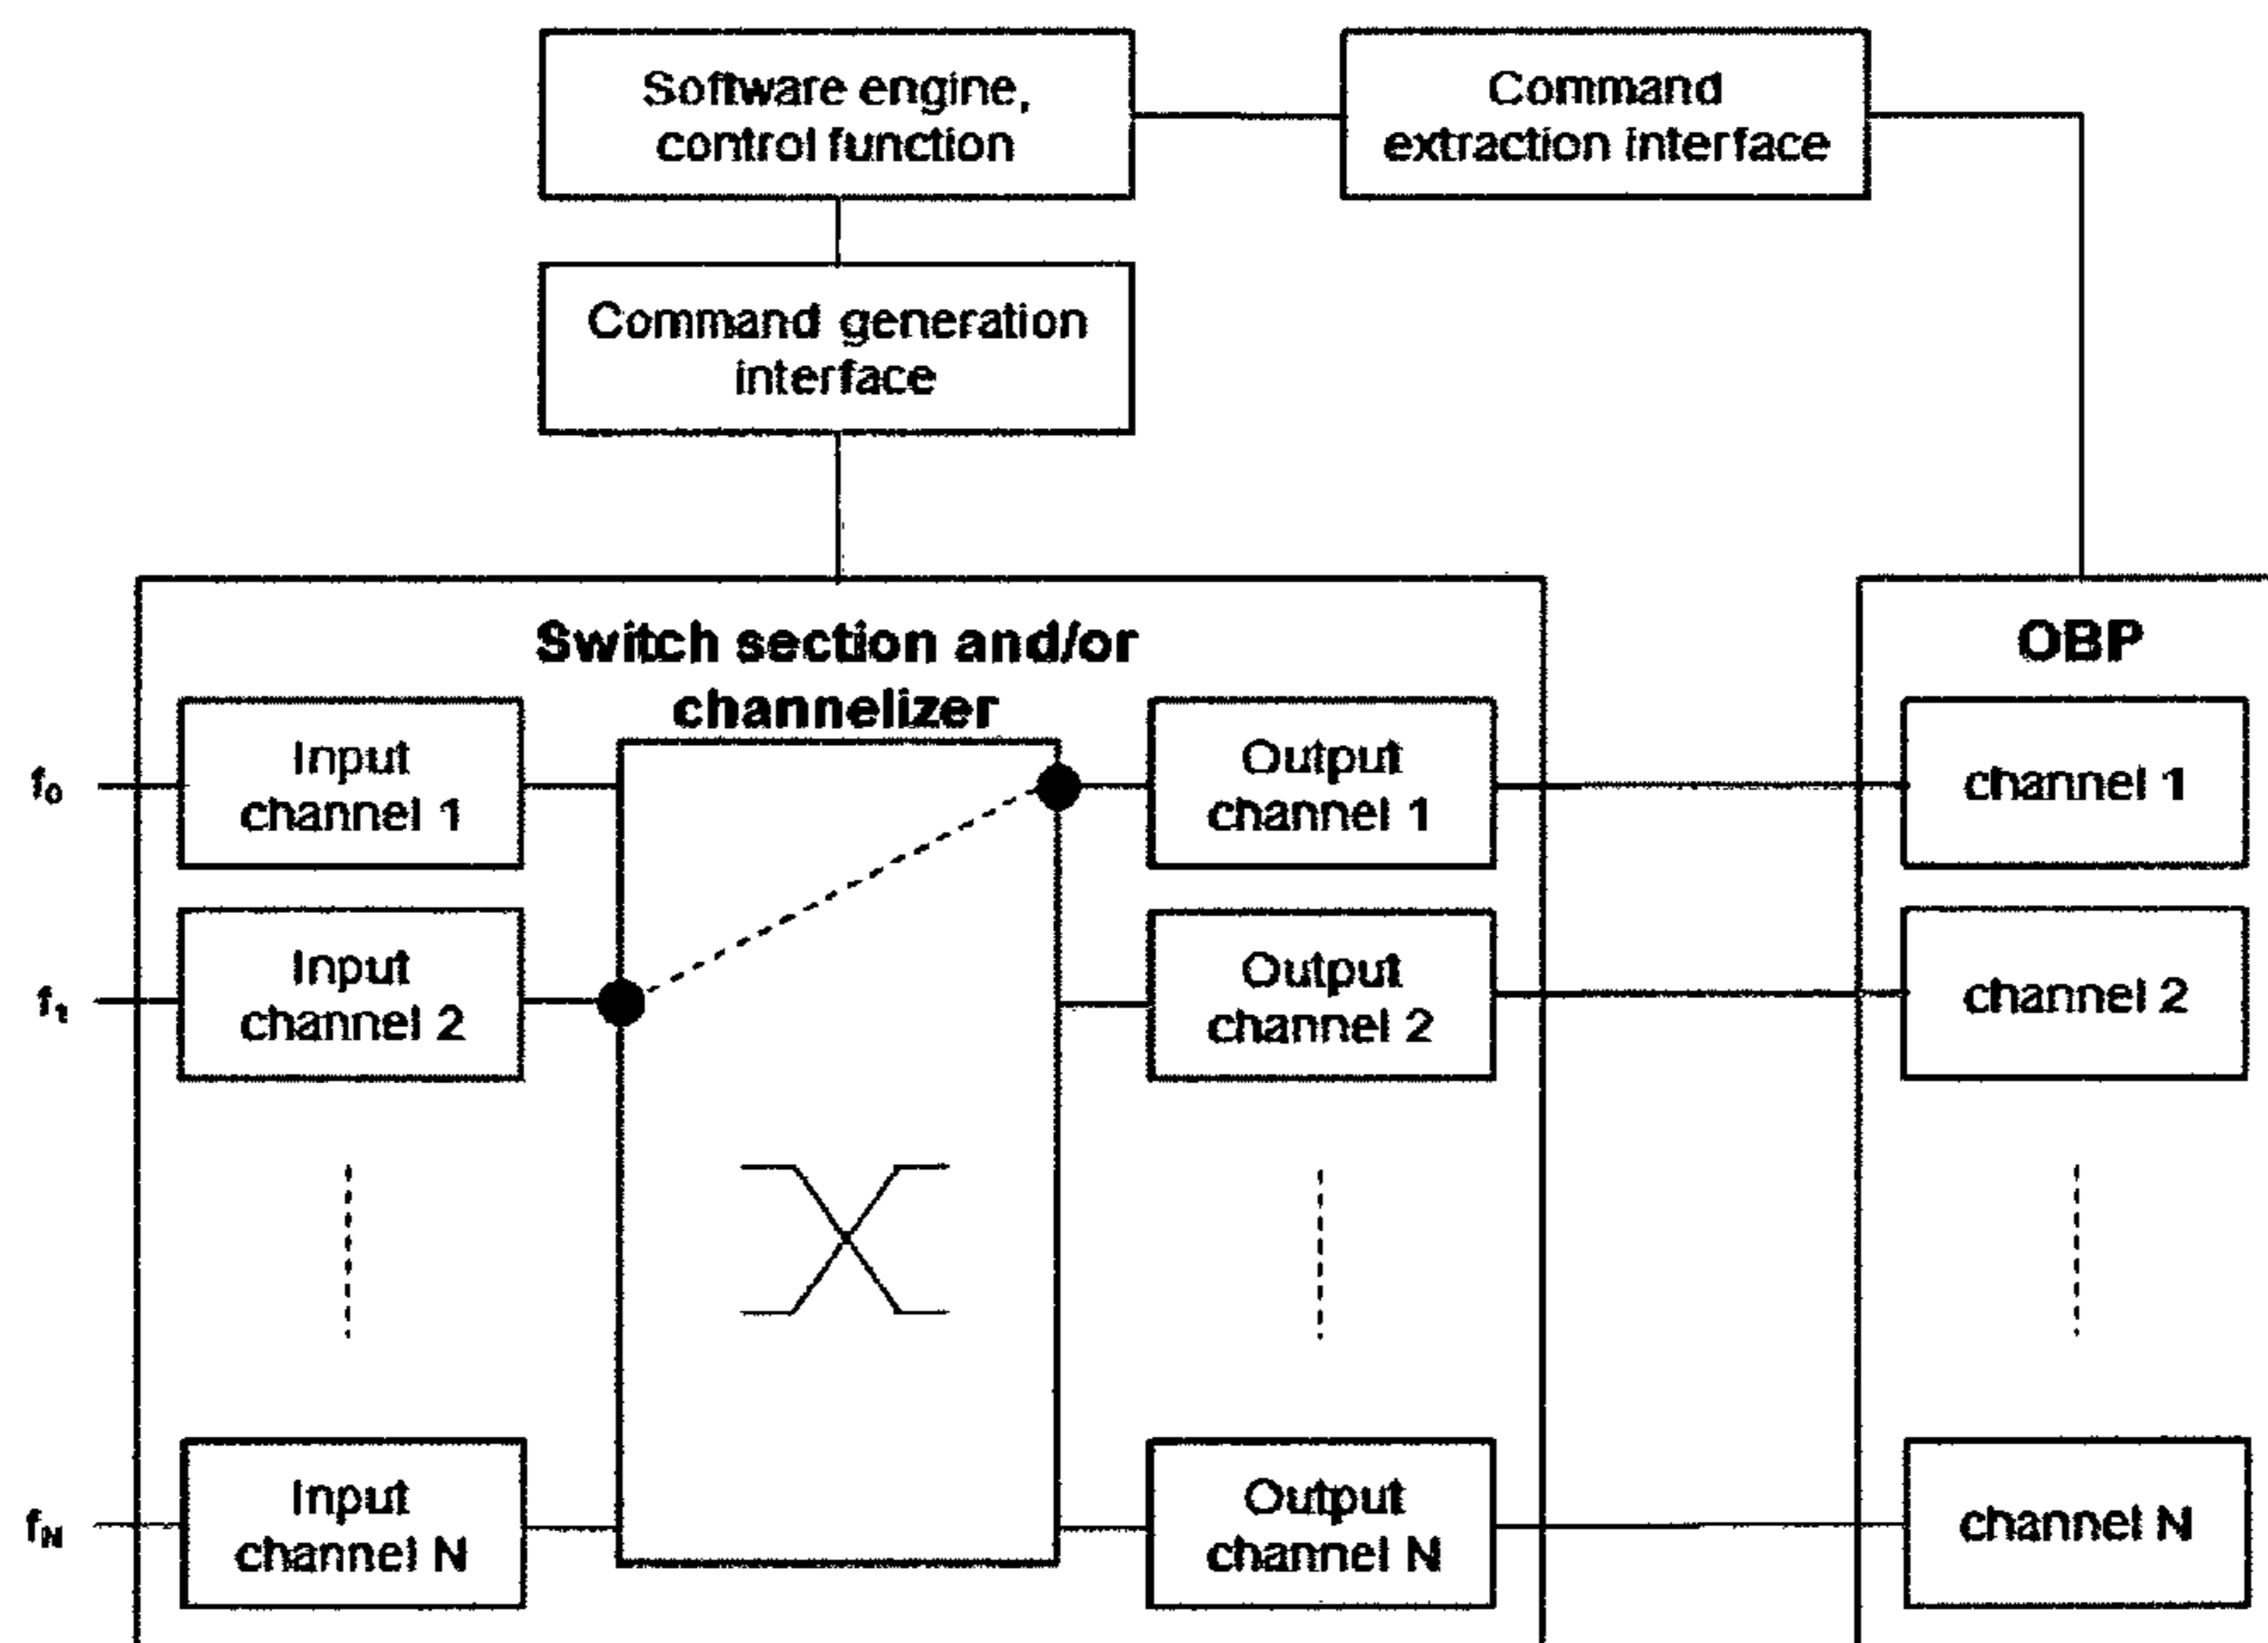 Software engine,
control function
Command
extraction interface
Command generation
interface
Switch section and/or
channelizer
OBP
f₀
Input
channel 1
Output
channel 1
channel 1
f₁
Input
channel 2
Output
channel 2
channel 2
f_N
Input
channel N
Output
channel N
channel N